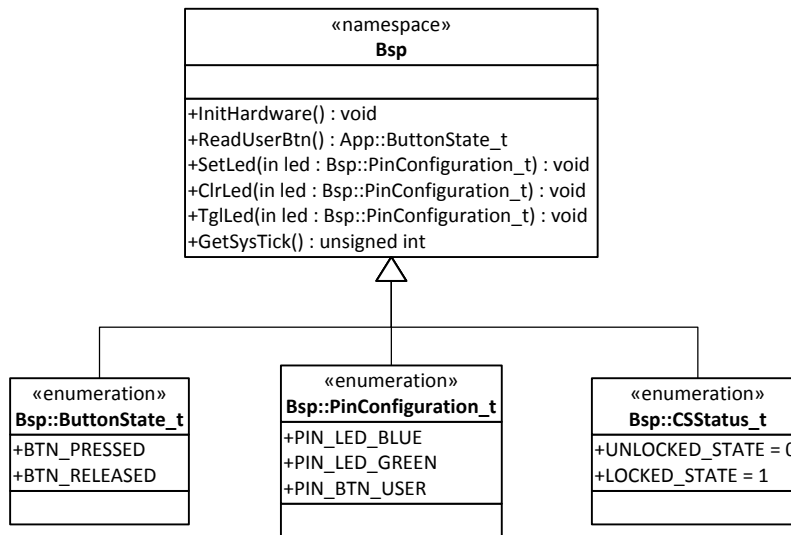 «namespace»
Bsp
+InitHardware() : void
+ReadUserBtn() : App::ButtonState_t
+SetLed(in led : Bsp::PinConfiguration_t) : void
+ClrLed(in led : Bsp::PinConfiguration_t) : void
+TglLed(in led : Bsp::PinConfiguration_t) : void
+GetSysTick() : unsigned int
«enumeration»
Bsp::ButtonState_t
+BTN_PRESSED
+BTN_RELEASED
«enumeration»
Bsp::PinConfiguration_t
+PIN_LED_BLUE
+PIN_LED_GREEN
+PIN_BTN_USER
«enumeration»
Bsp::CSStatus_t
+UNLOCKED_STATE = 0
+LOCKED_STATE = 1